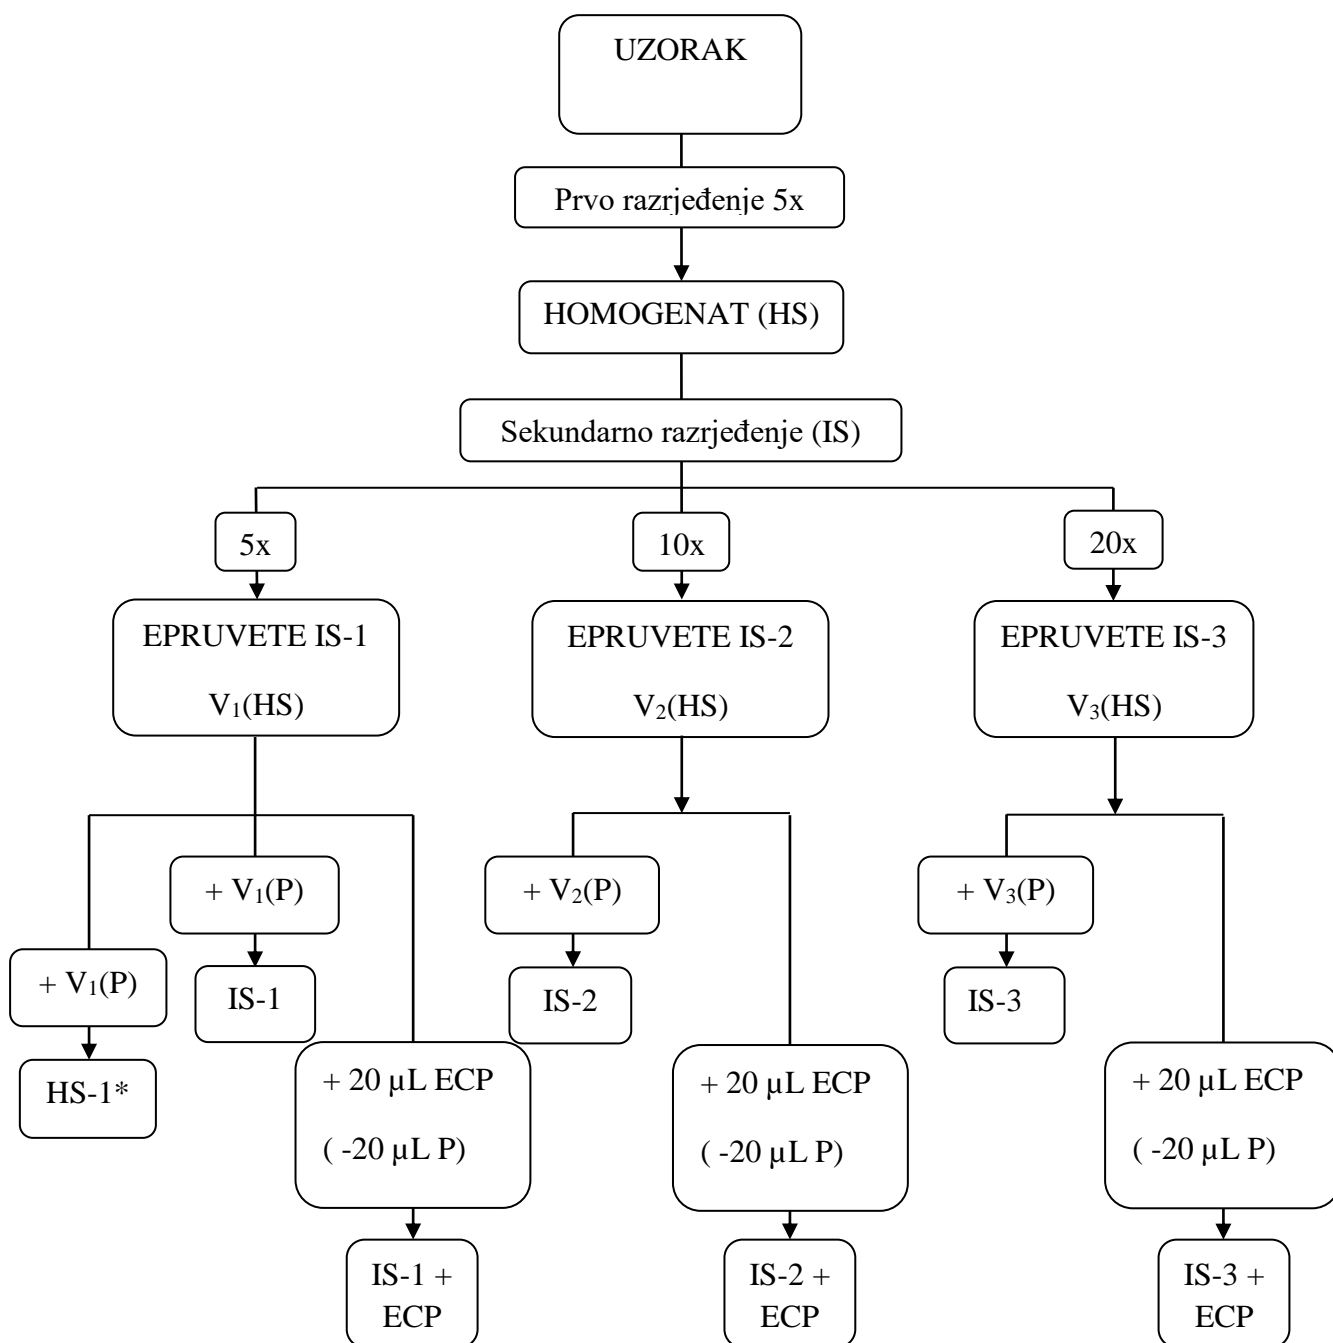 UZORAK
Prvo razrjeđenje 5x
HOMOGENAT (HS)
Sekundarno razrjeđenje (IS)
5x
10x
20x
EPRUVETE IS-1
V₁(HS)
EPRUVETE IS-2
V₂(HS)
EPRUVETE IS-3
V₃(HS)
+ V₁(P)
+ V₂(P)
+ V₃(P)
+ V₁(P)
IS-1
IS-2
IS-3
HS-1*
+ 20 µL ECP
( -20 µL P)
+ 20 µL ECP
( -20 µL P)
+ 20 µL ECP
( -20 µL P)
IS-1 +
ECP
IS-2 +
ECP
IS-3 +
ECP